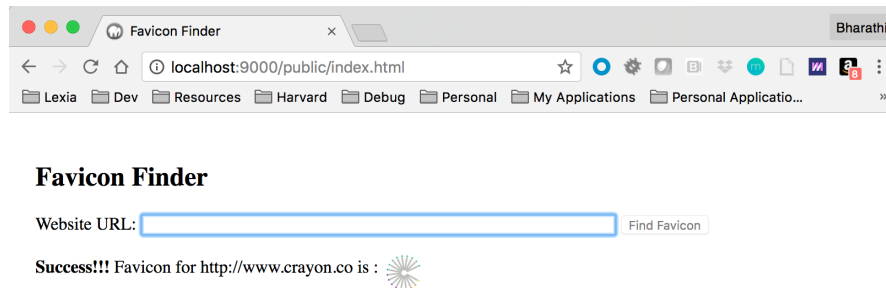 Favicon Finder
Bharathi
localhost:9000/public/index.html
8
Lexia Dev Resources Harvard Debug Personal My Applications Personal Applicatio...
Favicon Finder
Website URL: Find Favicon
Success!!! Favicon for http://www.crayon.co is :